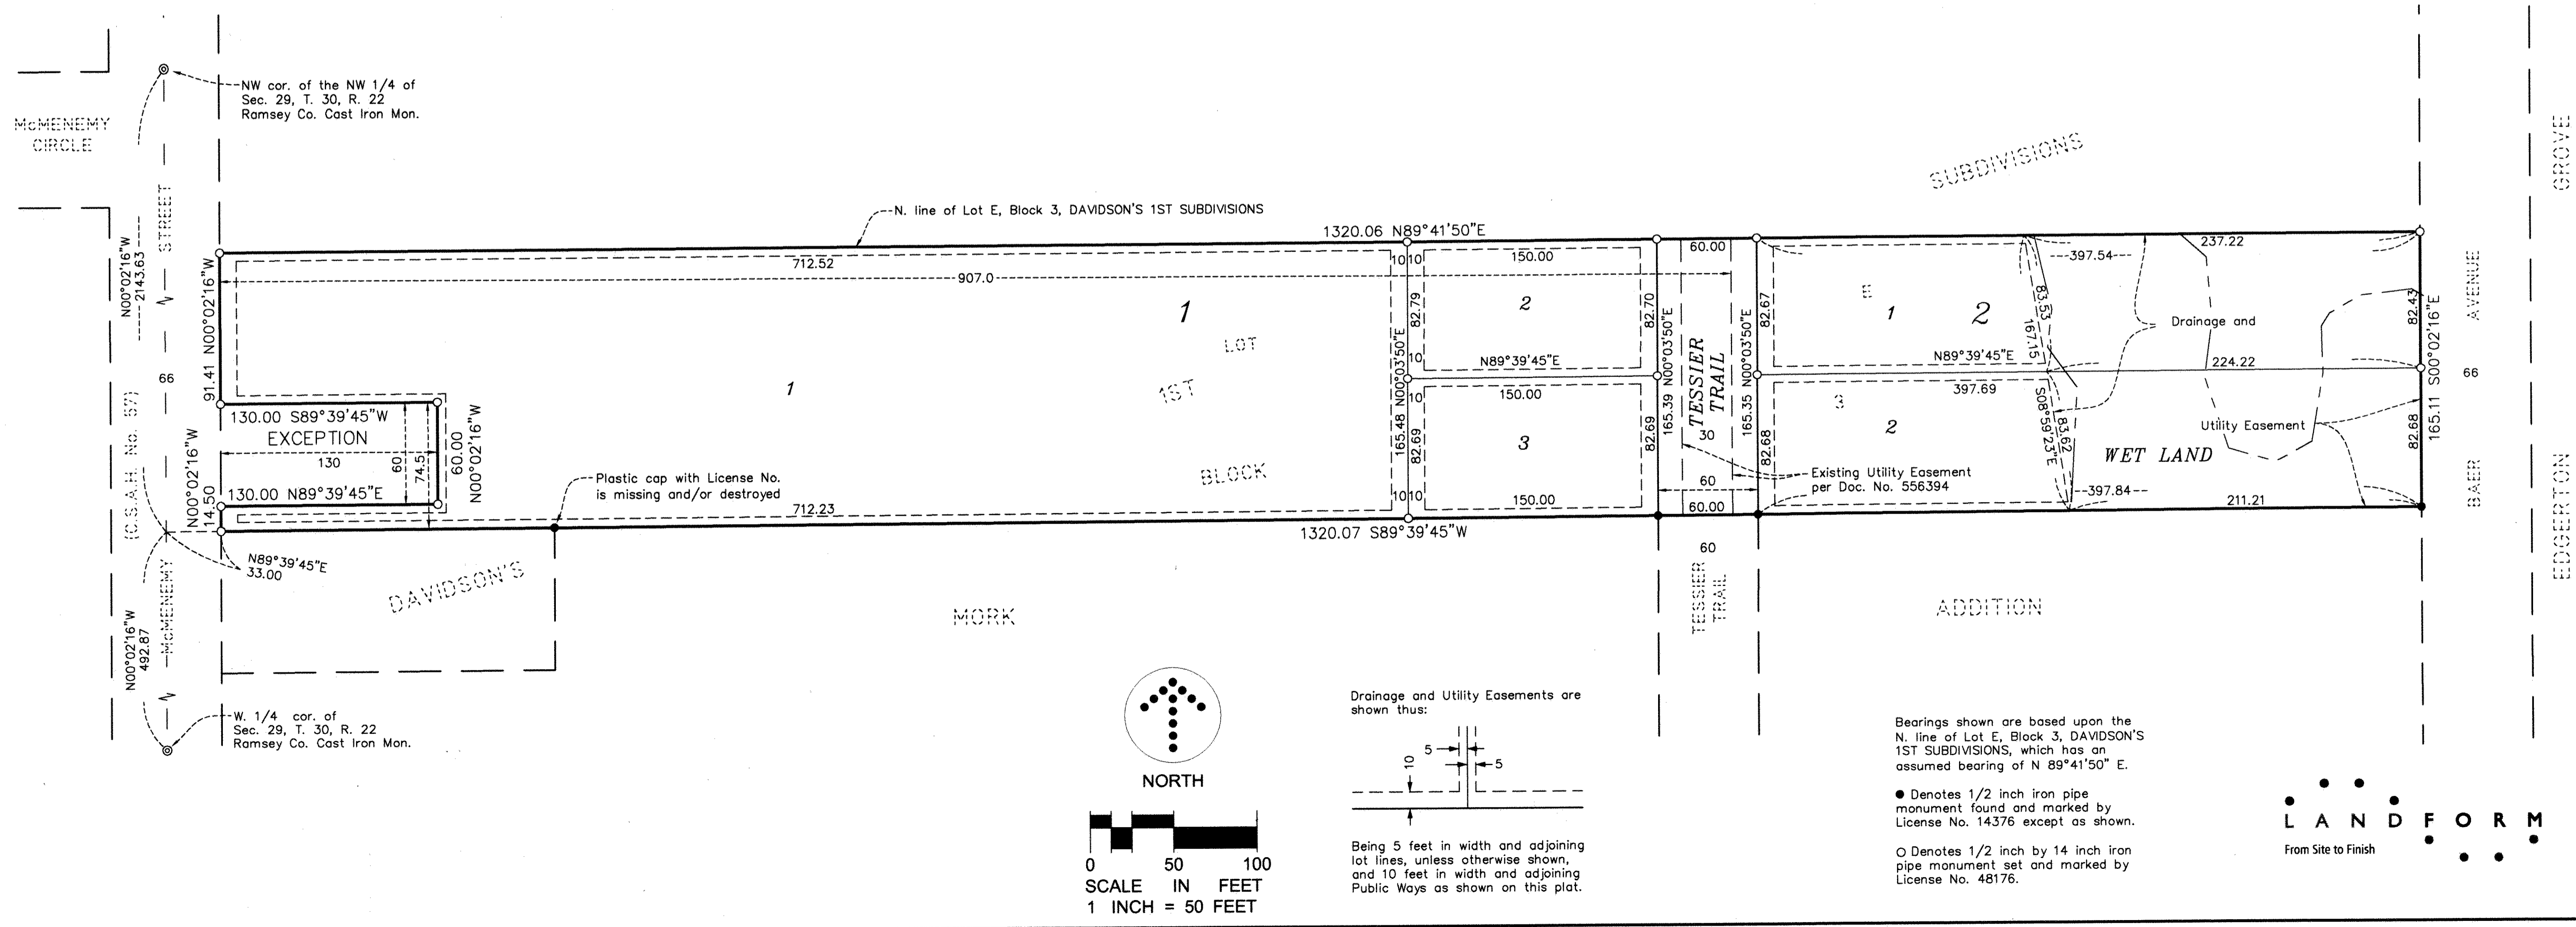 NW cor. of the NW 1/4 of
Sec. 29, T. 30, R. 22
Ramsey Co. Cast Iron Mon.
McMENEMY
CIRCLE
STREET
N00°02'16"W
214.63
66
(C.S.A.H. No. 57)
McMENEMY
N00°02'16"W
492.87
W. 1/4 cor. of
Sec. 29, T. 30, R. 22
Ramsey Co. Cast Iron Mon.
N89°39'45"E
33.00
91.41 N00°02'16"W
N00°02'16"W
14.50
130.00 S89°39'45"W
EXCEPTION
130
130.00 N89°39'45"E
60
74.5
60.00
N00°02'16"W
Plastic cap with License No.
is missing and/or destroyed
N. line of Lot E, Block 3, DAVIDSON'S 1ST SUBDIVISIONS
1320.06 N89°41'50"E
712.52
907.0
1
1
LOT
1ST
BLOCK
712.23
1320.07 S89°39'45"W
DAVIDSON'S
MORK
ADDITION
SUBDIVISIONS
10 10
150.00
82.79
2
10
N89°39'45"E
165.48 N00°03'50"E
10
150.00
82.69
3
10 10
150.00
82.70
165.39 N00°03'50"E
82.69
60.00
TESSIER
TRAIL
30
60
60.00
60
TESSIER
TRAIL
165.35 N00°03'50"E
82.67
82.68
E
1
2
N89°39'45"E
397.69
3
2
Existing Utility Easement
per Doc. No. 556394
397.54
83.53
167.15
S08°59'23"E
83.62
397.84
237.22
Drainage and
224.22
Utility Easement
WET LAND
211.21
82.43
82.68
165.11 S00°02'16"E
66
AVENUE
BAER
GROVE
EDGERTON
NORTH
0 50 100
SCALE IN FEET
1 INCH = 50 FEET
Drainage and Utility Easements are
shown thus:
5
5
10
Being 5 feet in width and adjoining
lot lines, unless otherwise shown,
and 10 feet in width and adjoining
Public Ways as shown on this plat.
Bearings shown are based upon the
N. line of Lot E, Block 3, DAVIDSON'S
1ST SUBDIVISIONS, which has an
assumed bearing of N 89°41'50" E.
Denotes 1/2 inch iron pipe
monument found and marked by
License No. 14376 except as shown.
Denotes 1/2 inch by 14 inch iron
pipe monument set and marked by
License No. 48176.
LANDFORM
From Site to Finish